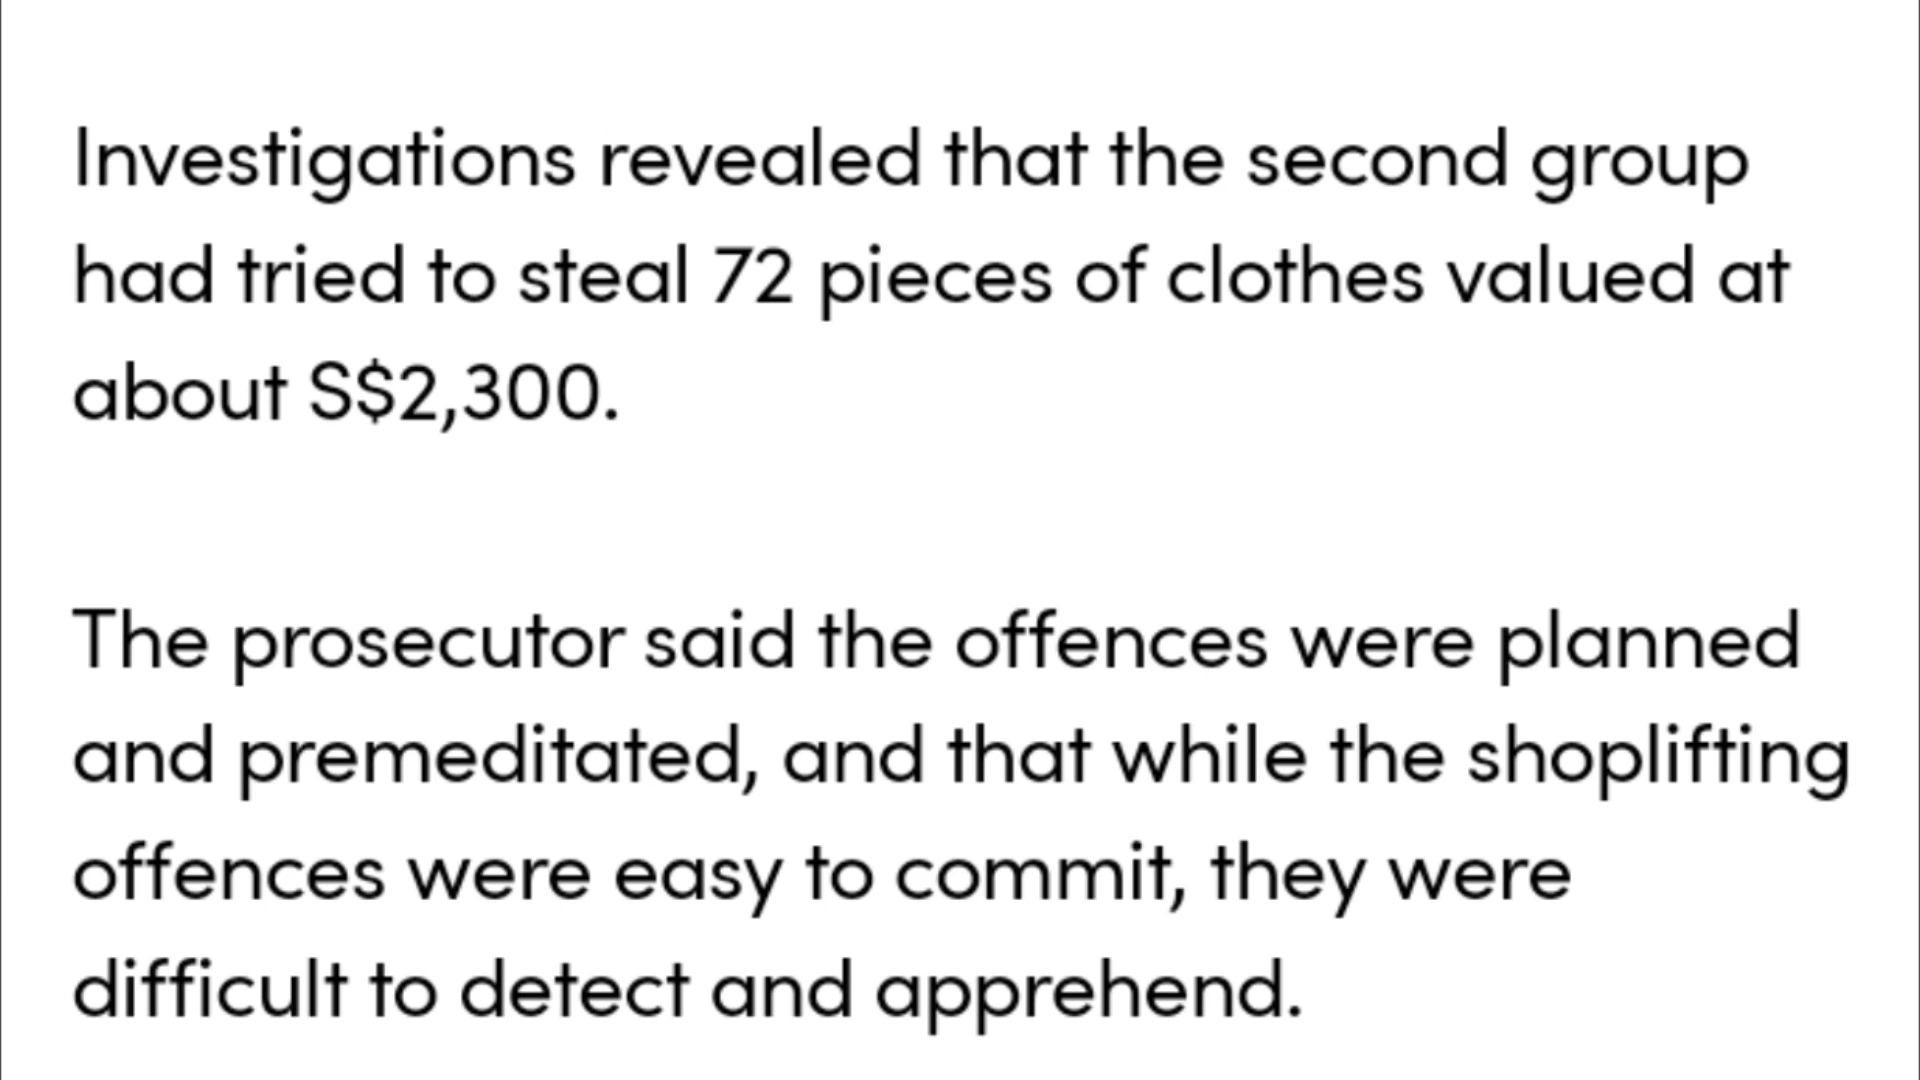 Investigations revealed that the second group
had tried to steal 72 pieces of clothes valued at
about S$2,300.
The prosecutor said the offences were planned
and premeditated, and that while the shoplifting
offences were easy to commit, they were
difficult to detect and apprehend.